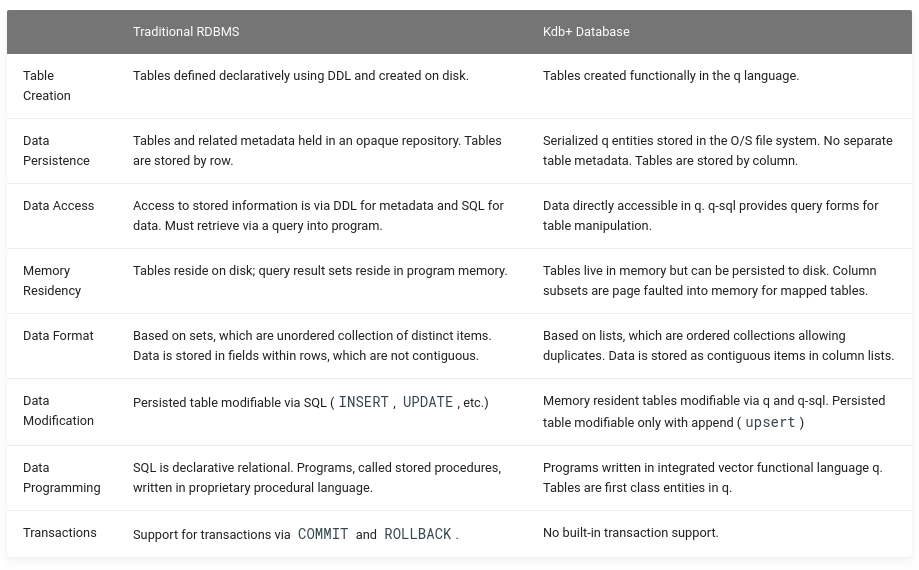 Traditional RDBMS
Kdb+ Database
Table
Creation
Tables defined declaratively using DDL and created on disk.
Tables created functionally in the q language.
Data
Persistence
Tables and related metadata held in an opaque repository. Tables
are stored by row.
Serialized q entities stored in the O/S file system. No separate
table metadata. Tables are stored by column.
Data Access
Access to stored information is via DDL for metadata and SQL for
data. Must retrieve via a query into program.
Data directly accessible in q. q-sql provides query forms for
table manipulation.
Memory
Residency
Tables reside on disk; query result sets reside in program memory.
Tables live in memory but can be persisted to disk. Column
subsets are page faulted into memory for mapped tables.
Data Format
Based on sets, which are unordered collection of distinct items.
Data is stored in fields within rows, which are not contiguous.
Based on lists, which are ordered collections allowing
duplicates. Data is stored as contiguous items in column lists.
Data
Modification
Persisted table modifiable via SQL ( INSERT , UPDATE , etc.)
Memory resident tables modifiable via q and q-sql. Persisted
table modifiable only with append ( upsert )
Data
Programming
SQL is declarative relational. Programs, called stored procedures,
written in proprietary procedural language.
Programs written in integrated vector functional language q.
Tables are first class entities in q.
Transactions
Support for transactions via COMMIT and ROLLBACK .
No built-in transaction support.